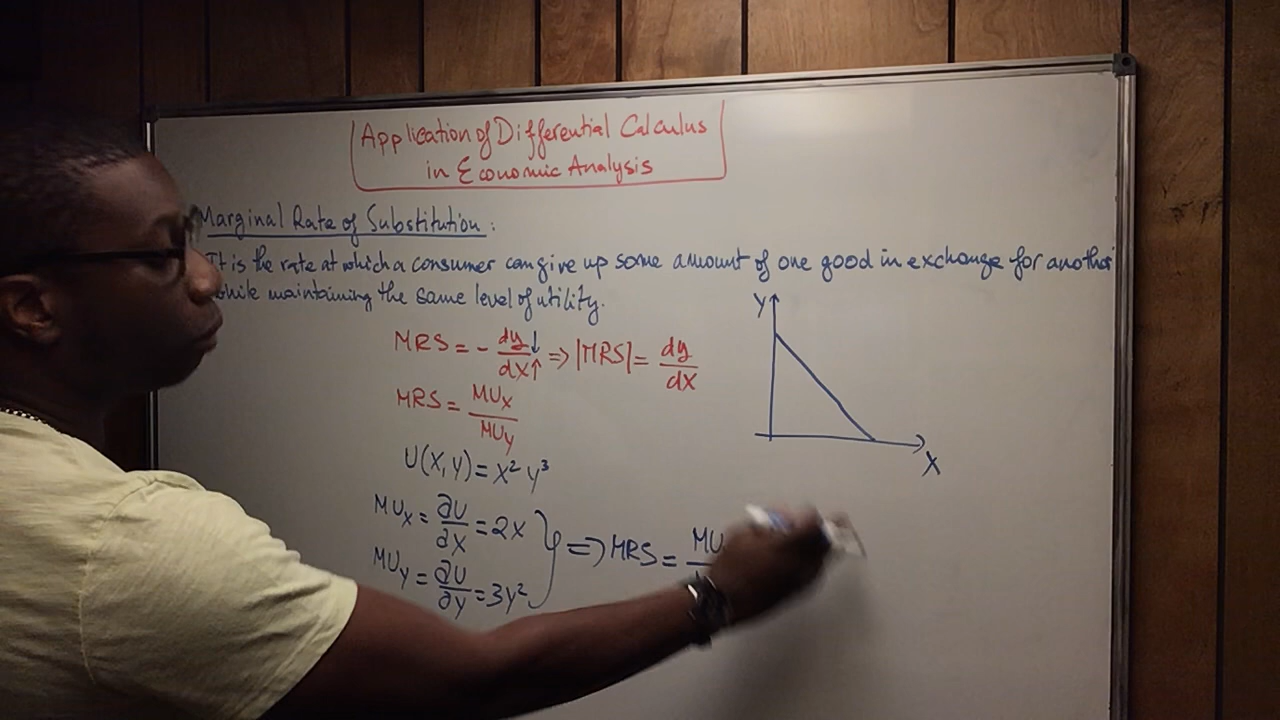 Application of Differential Calculus
in Economic Analysis
Marginal Rate of Substitution:
It is the rate at which a consumer can give up some amount of one good in exchange for another
while maintaining the same level of utility.
MRS = - dy↓/dx↑ => |MRS| = dy/dx
MRS = MUx/MUy
U(x,y) = x² y³
MUx = ∂U/∂x = 2x
MUy = ∂U/∂y = 3y²
=> MRS = MU
Y
X